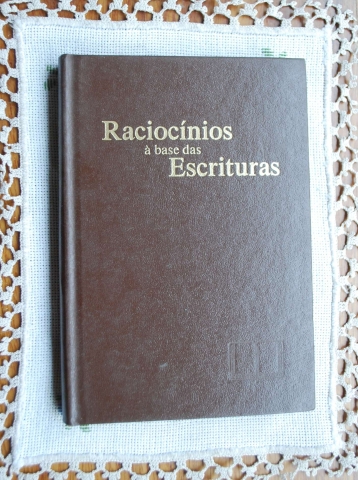 Raciocínios
à base das
Escrituras